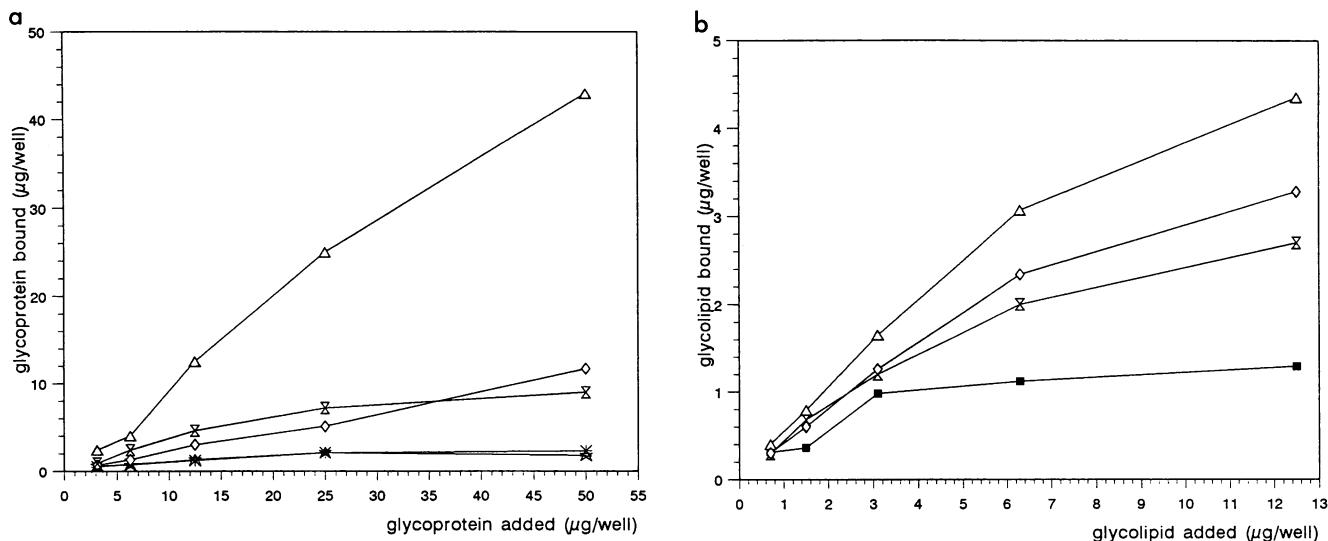 a
50
40
30
20
10
0
glycoprotein bound (µg/well)
0 5 10 15 20 25 30 35 40 45 50 55
glycoprotein added (µg/well)
b
5
4
3
2
1
0
glycolipid bound (µg/well)
0 1 2 3 4 5 6 7 8 9 10 11 12 13
glycolipid added (µg/well)